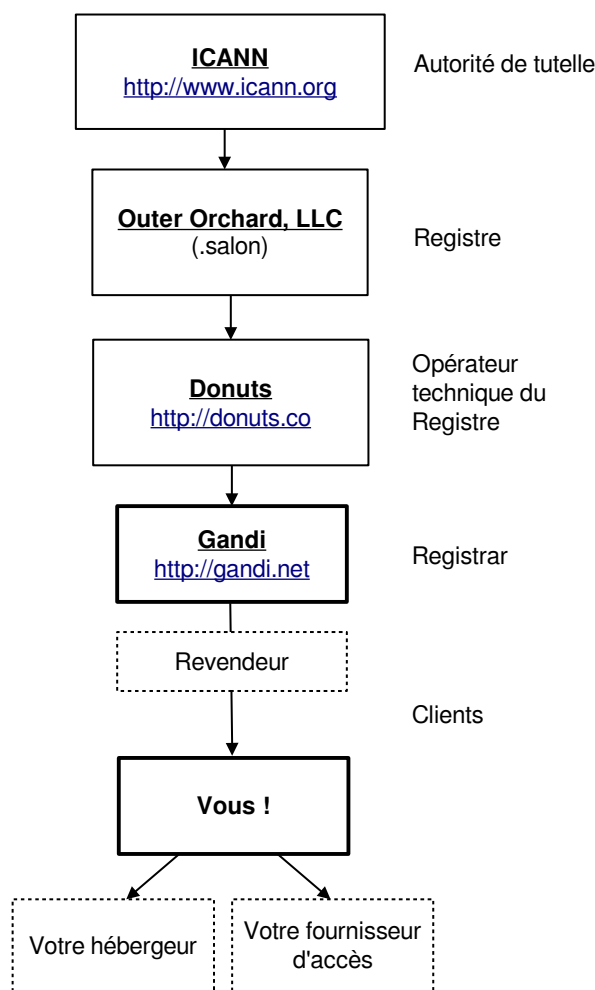 ICANN
http://www.icann.org
Autorité de tutelle
Outer Orchard, LLC
(.salon)
Registre
Donuts
http://donuts.co
Opérateur
technique du
Registre
Gandi
http://gandi.net
Registrar
Revendeur
Clients
Vous !
Votre hébergeur
Votre fournisseur
d'accès